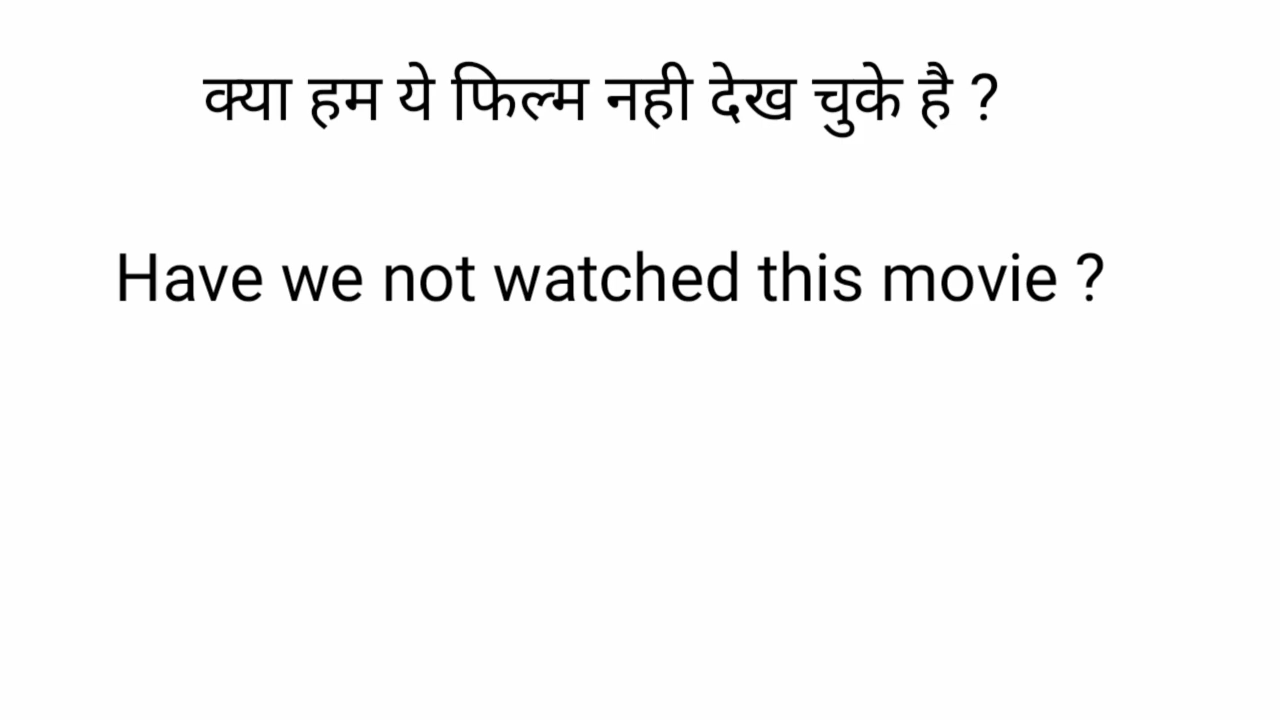 क्या हम ये फिल्म नही देख चुके है ?
Have we not watched this movie ?